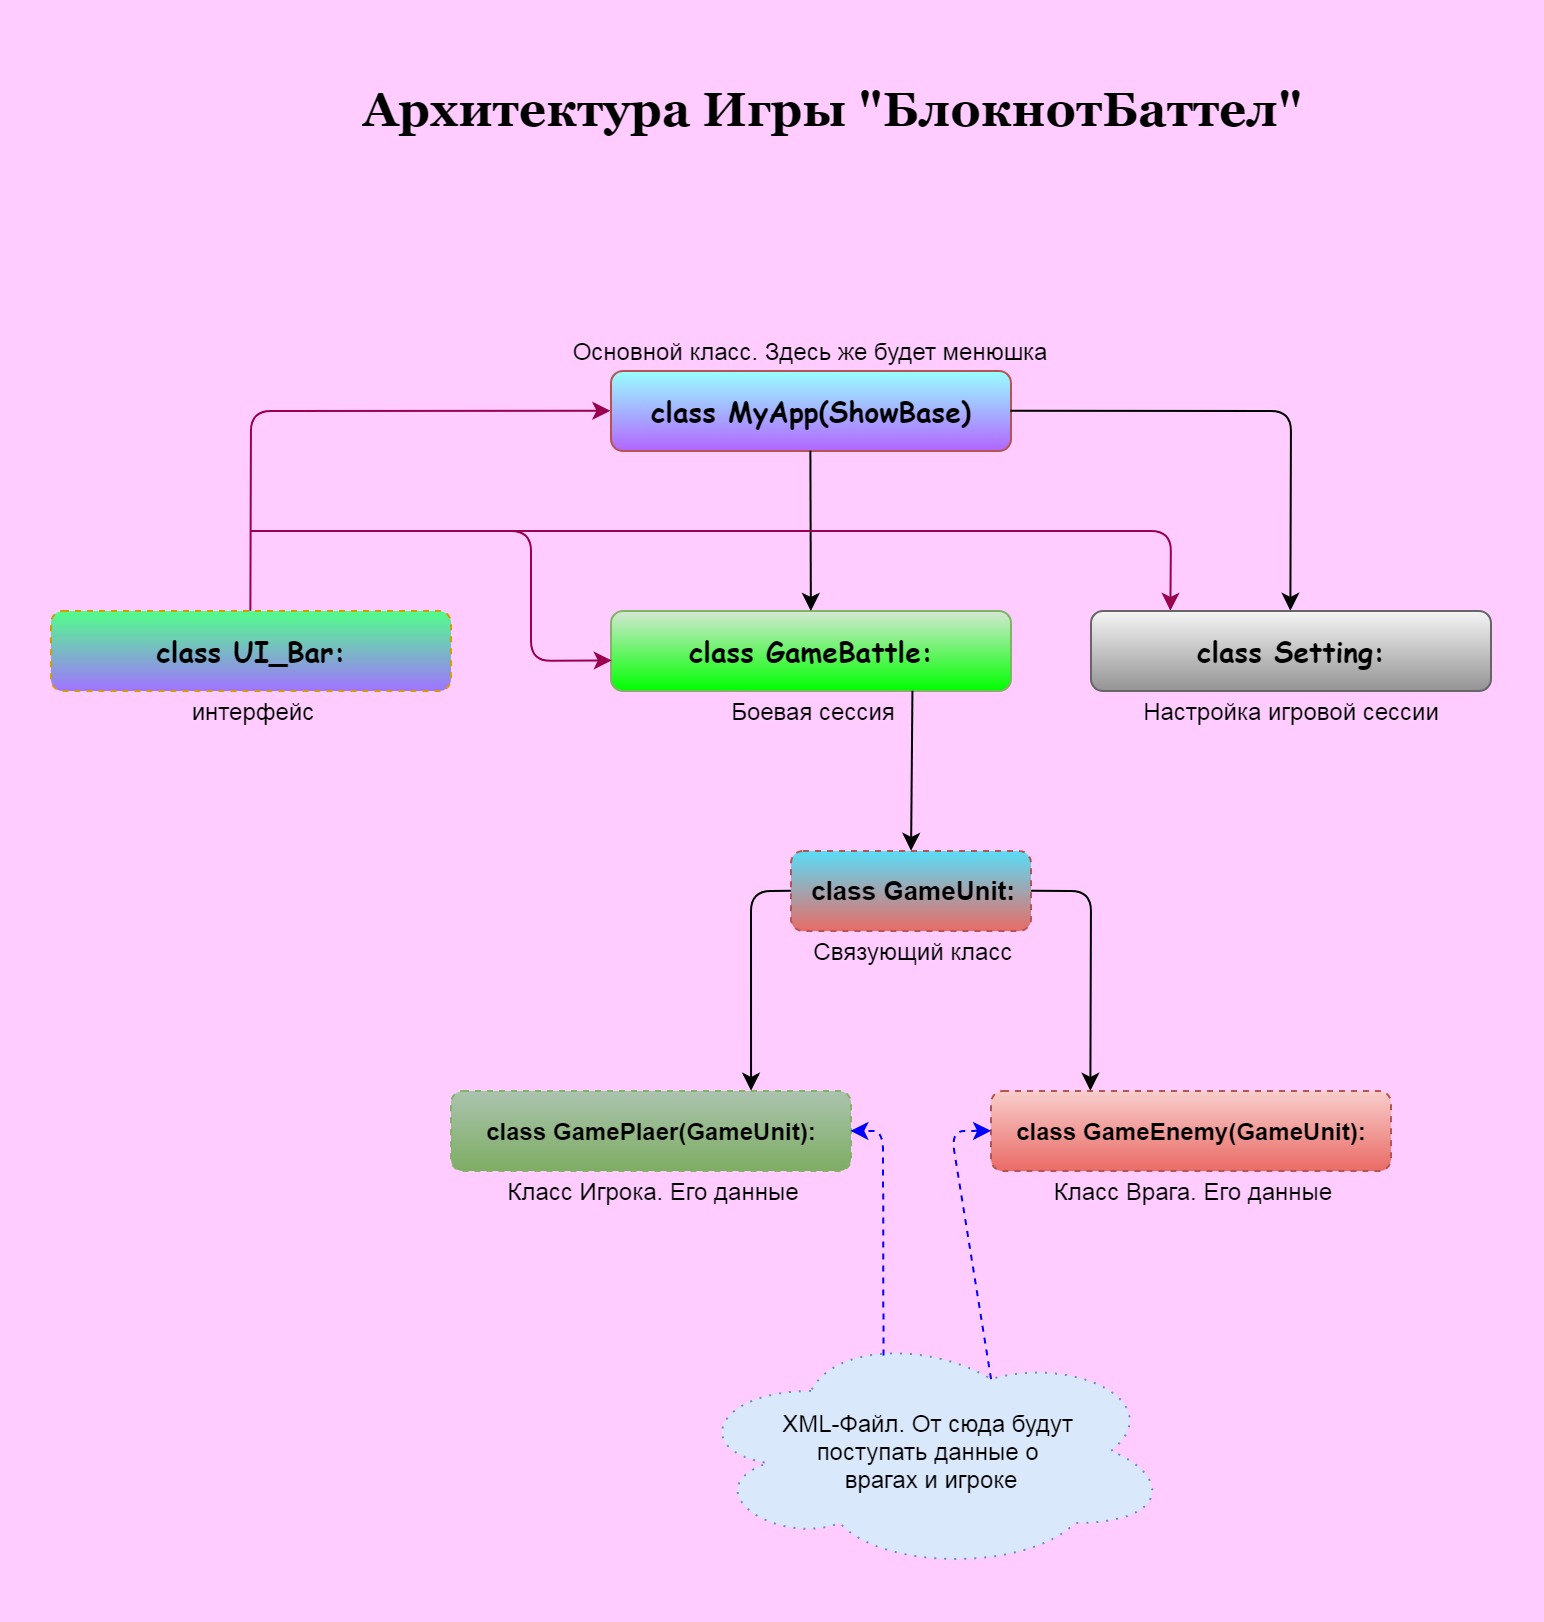 Архитектура Игры "БлокнотБаттел"
Основной класс. Здесь же будет менюшка
class MyApp(ShowBase)
class UI_Bar:
интерфейс
class GameBattle:
Боевая сессия
class Setting:
Настройка игровой сессии
class GameUnit:
Связующий класс
class GamePlaer(GameUnit):
Класс Игрока. Его данные
class GameEnemy(GameUnit):
Класс Врага. Его данные
XML-Файл. От сюда будут
поступать данные о
врагах и игроке